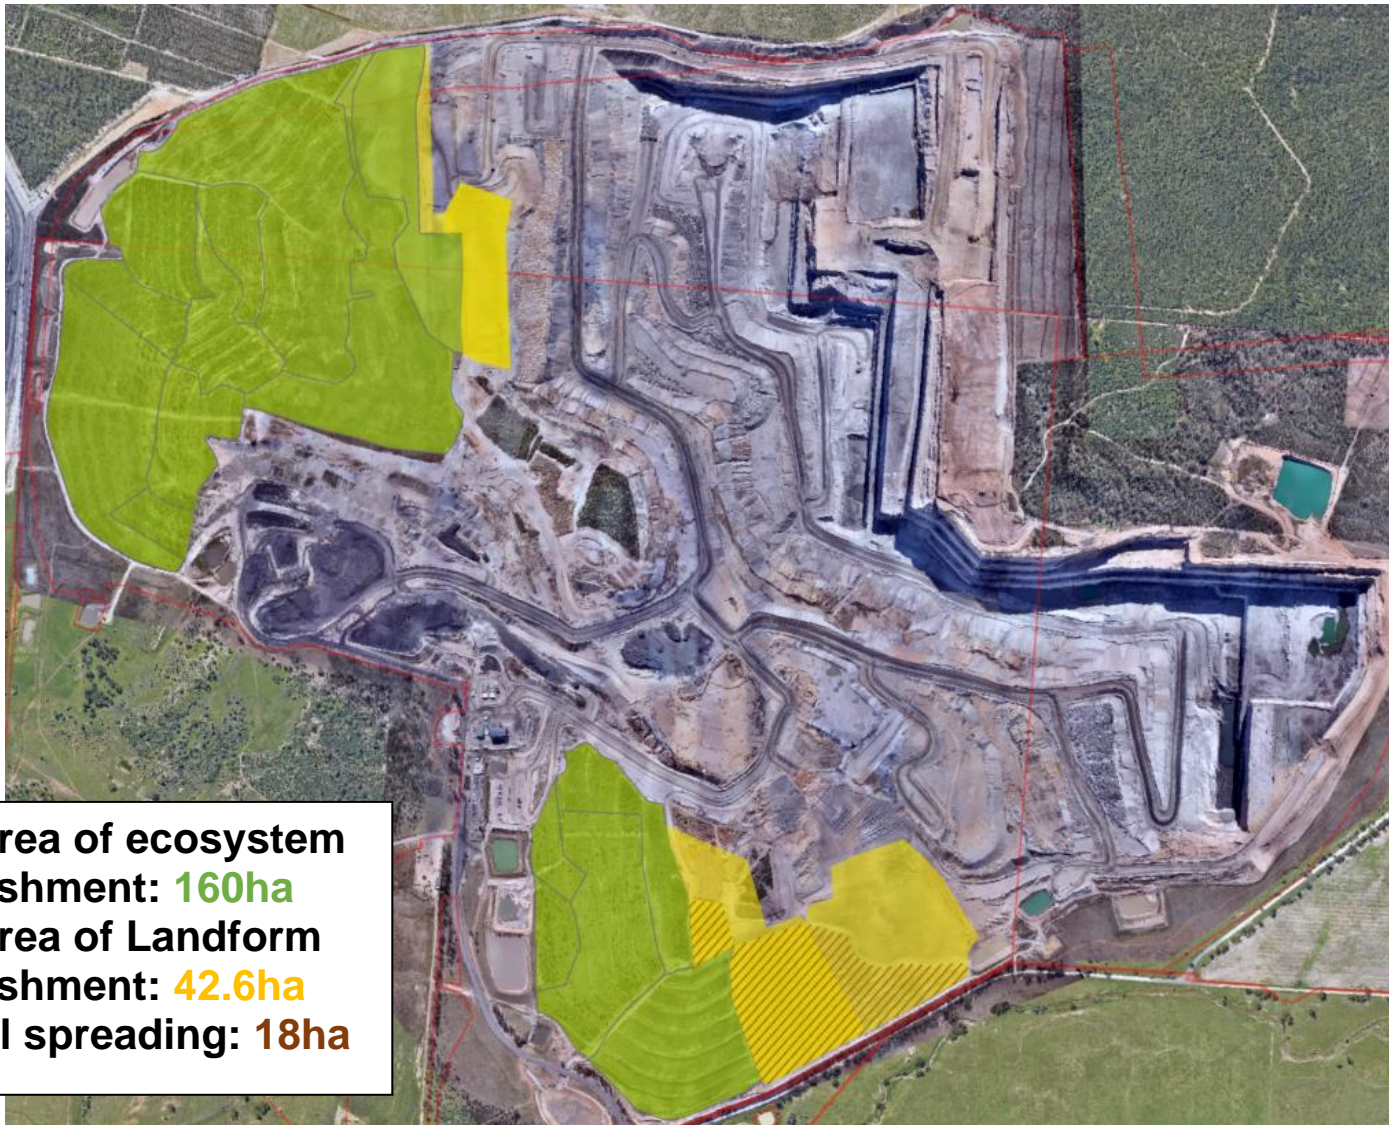 rea of ecosystem
shment: 160ha
rea of Landform
shment: 42.6ha
l spreading: 18ha